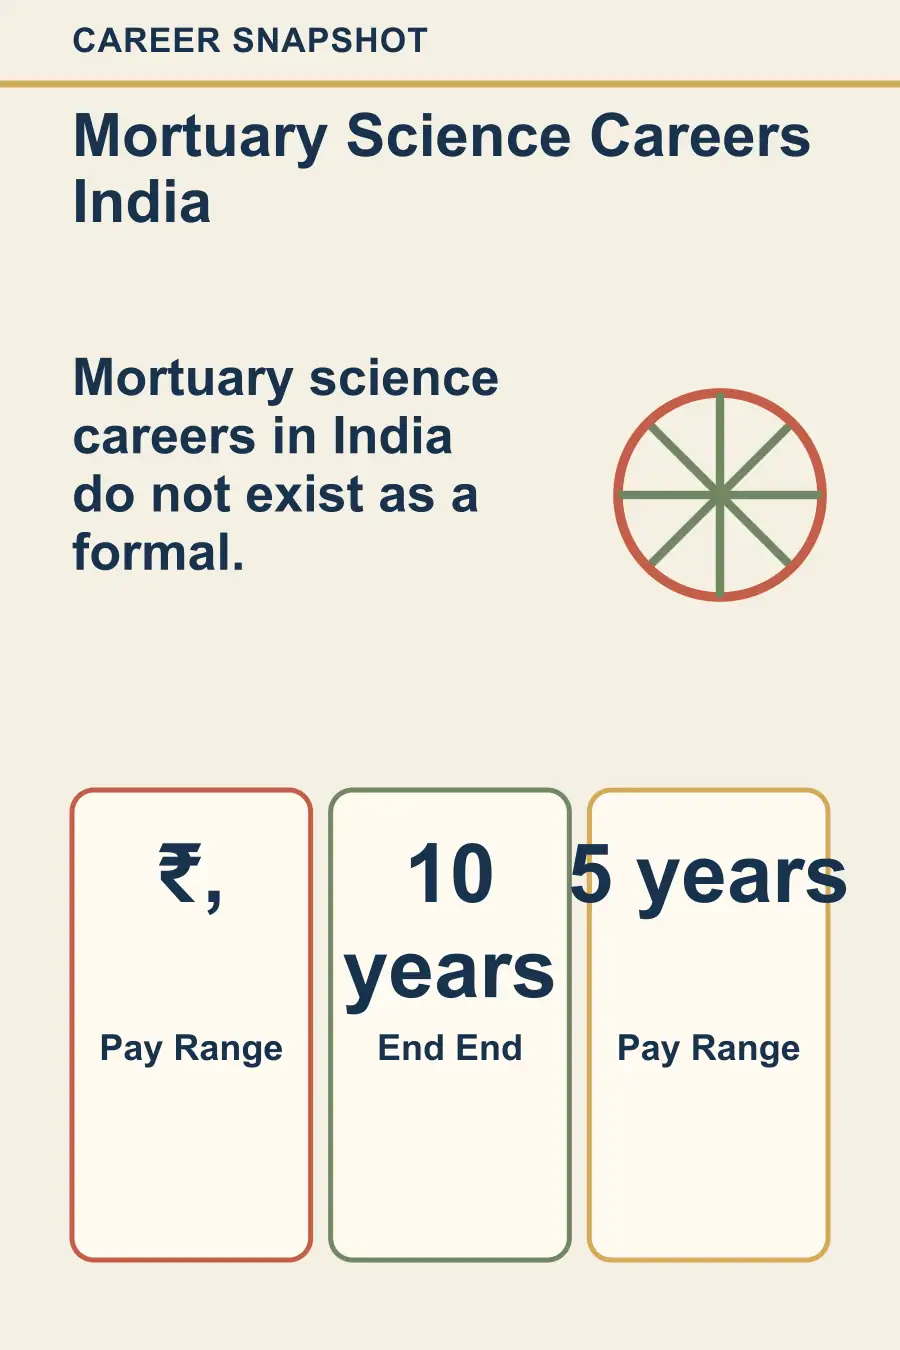 CAREER SNAPSHOT
Mortuary Science Careers
India
Mortuary science
careers in India
do not exist as a
formal.
₹,
Pay Range
10
years
End End
5 years
Pay Range